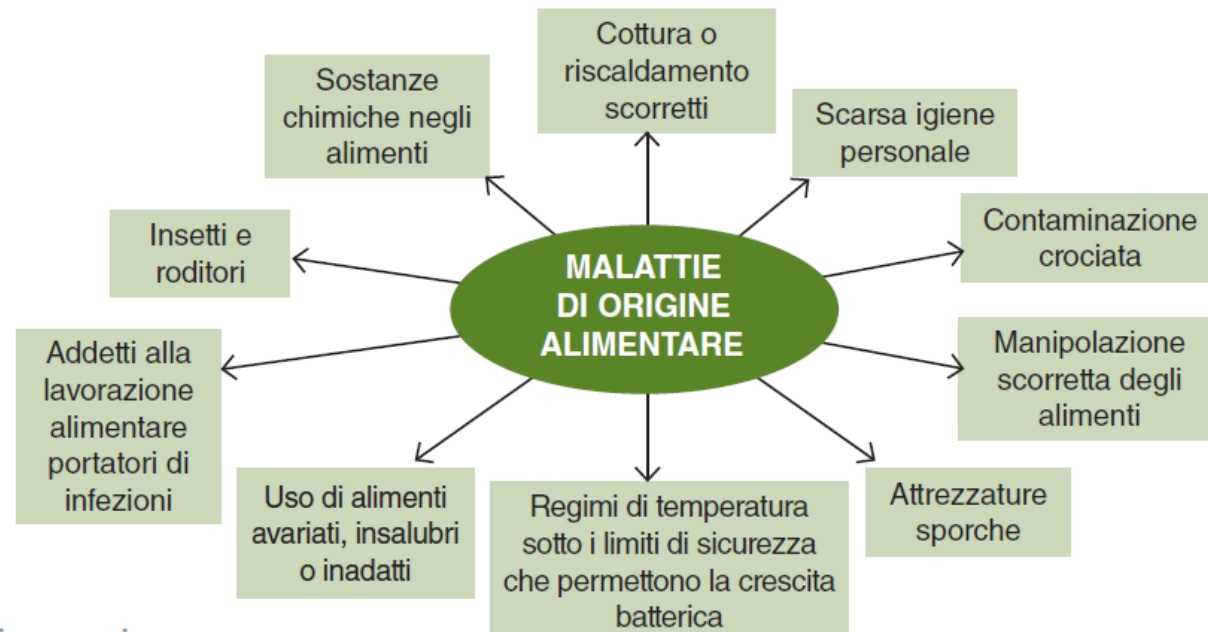 Cottura o
riscaldamento
scorretti
Sostanze
chimiche negli
alimenti
Scarsa igiene
personale
Insetti e
roditori
Contaminazione
crociata
MALATTIE
DI ORIGINE
ALIMENTARE
Addetti alla
lavorazione
alimentare
portatori di
infezioni
Manipolazione
scorretta degli
alimenti
Uso di alimenti
avariati, insalubri
o inadatti
Regimi di temperatura
sotto i limiti di sicurezza
che permettono la crescita
batterica
Attrezzature
sporche